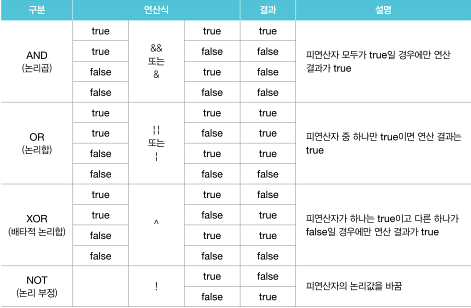 구분 연산식 결과 설명
AND
(논리곱)
true && 또는 & true true
true false false
false true false
false false false
피연산자 모두가 true일 경우에만 연산
결과가 true
OR
(논리합)
true || 또는 | true true
true false true
false true true
false false false
피연산자 중 하나만 true이면 연산 결과는
true
XOR
(배타적 논리합)
true ^ true false
true false true
false true true
false false false
피연산자가 하나는 true이고 다른 하나가
false일 경우에만 연산 결과가 true
NOT
(논리 부정)
! true false
false true
피연산자의 논리값을 바꿈